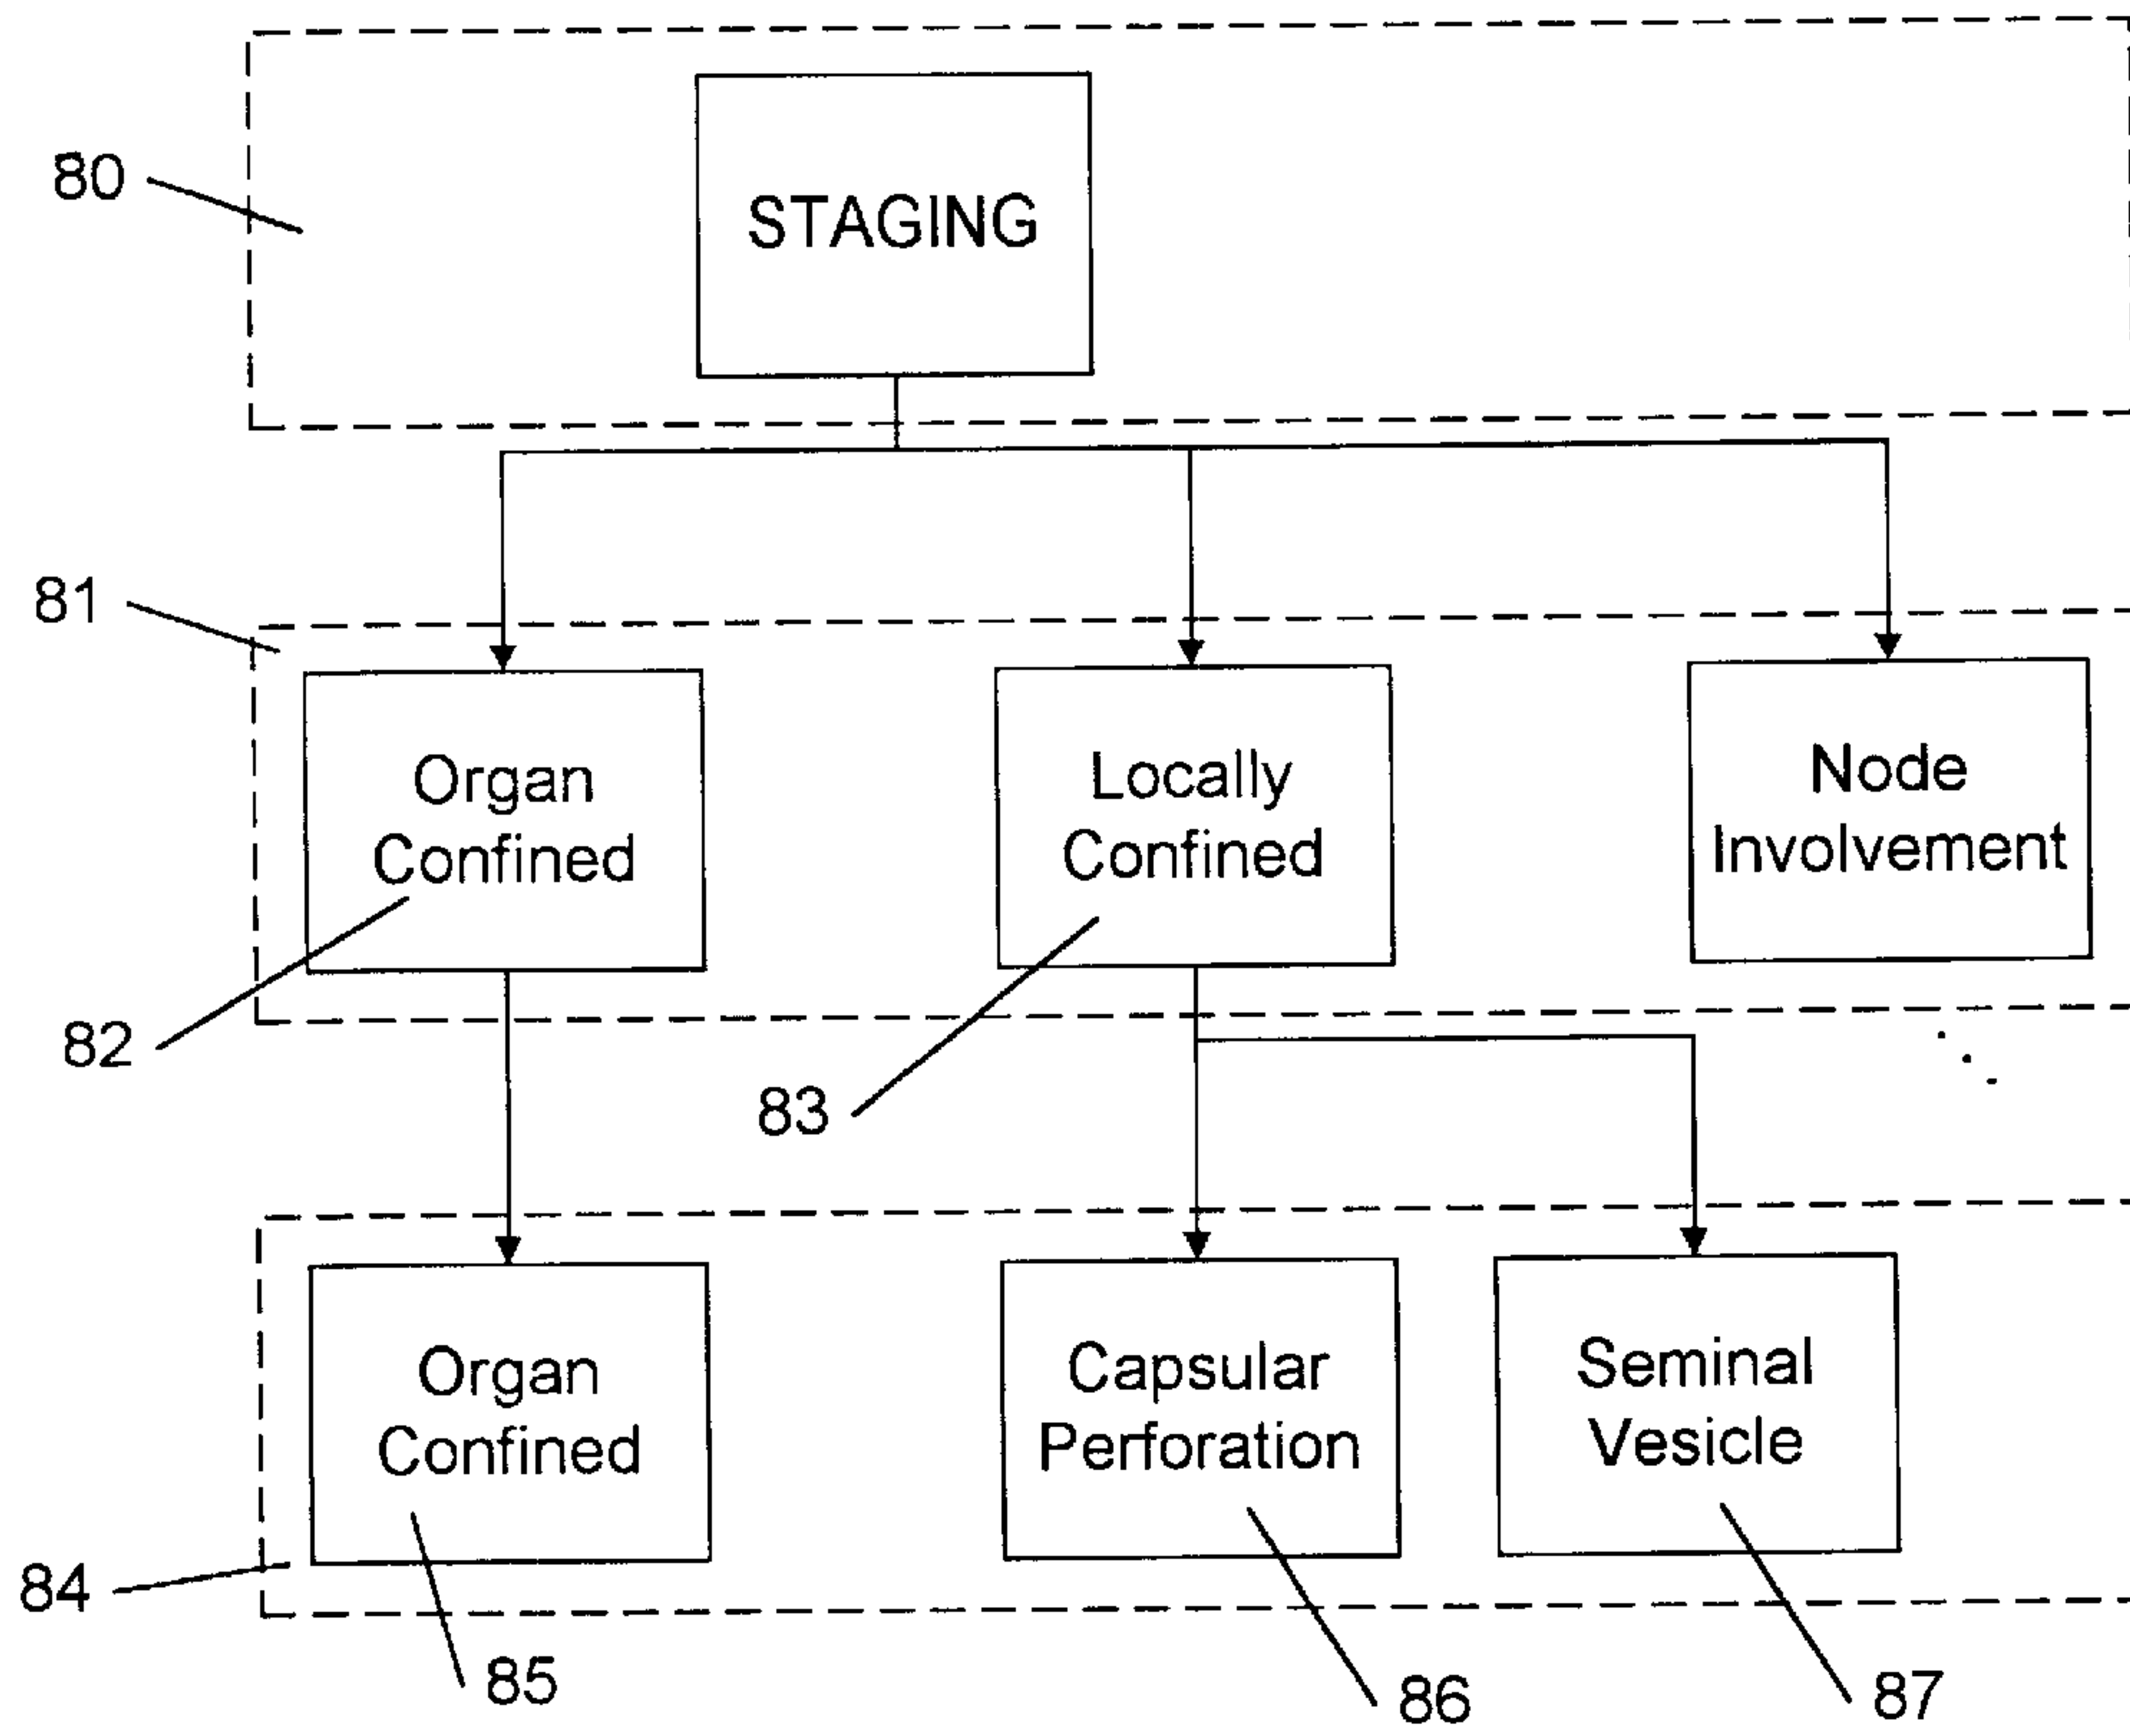 80
STAGING
81
Organ
Confined
Locally
Confined
Node
Involvement
82
83
Organ
Confined
Capsular
Perforation
Seminal
Vesicle
84
85
86
87